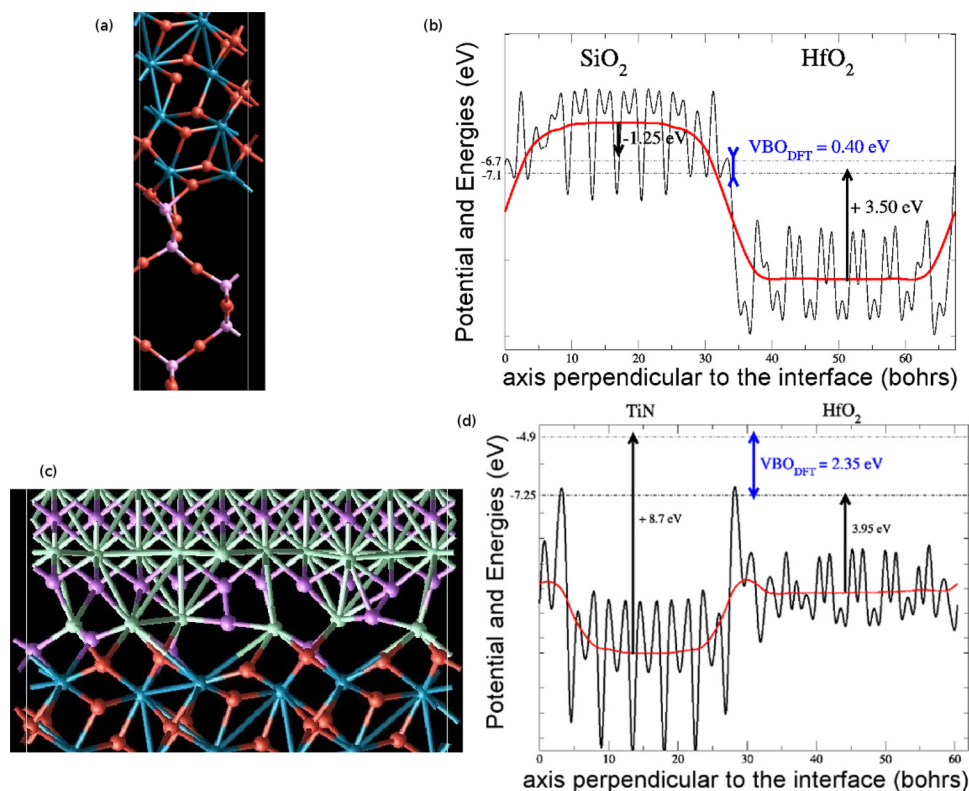 (a)
(b)
SiO2
HfO2
Potential and Energies (eV)
-6.7
-7.1
-1.25 eV
VBO_DFT = 0.40 eV
+ 3.50 eV
0 10 20 30 40 50 60
axis perpendicular to the interface (bohrs)
(c)
(d)
TiN
HfO2
Potential and Energies (eV)
-4.9
-7.25
VBO_DFT = 2.35 eV
+ 8.7 eV
3.95 eV
0 10 20 30 40 50 60
axis perpendicular to the interface (bohrs)